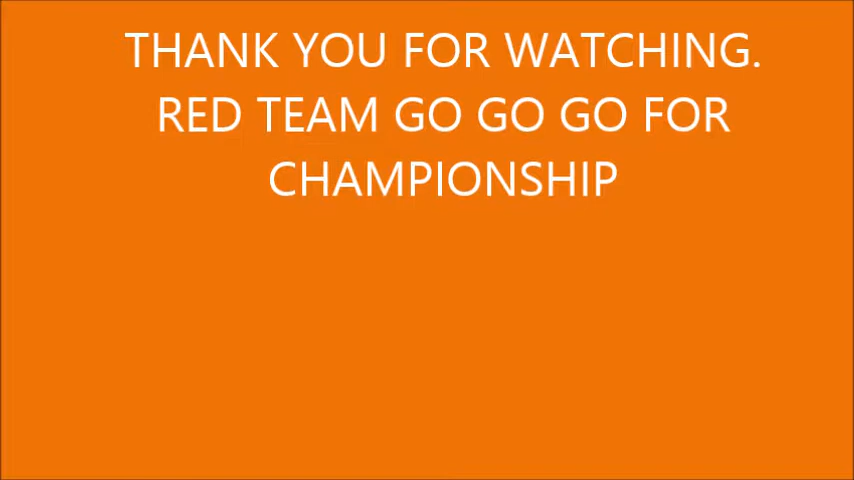 THANK YOU FOR WATCHING.
RED TEAM GO GO GO FOR
CHAMPIONSHIP